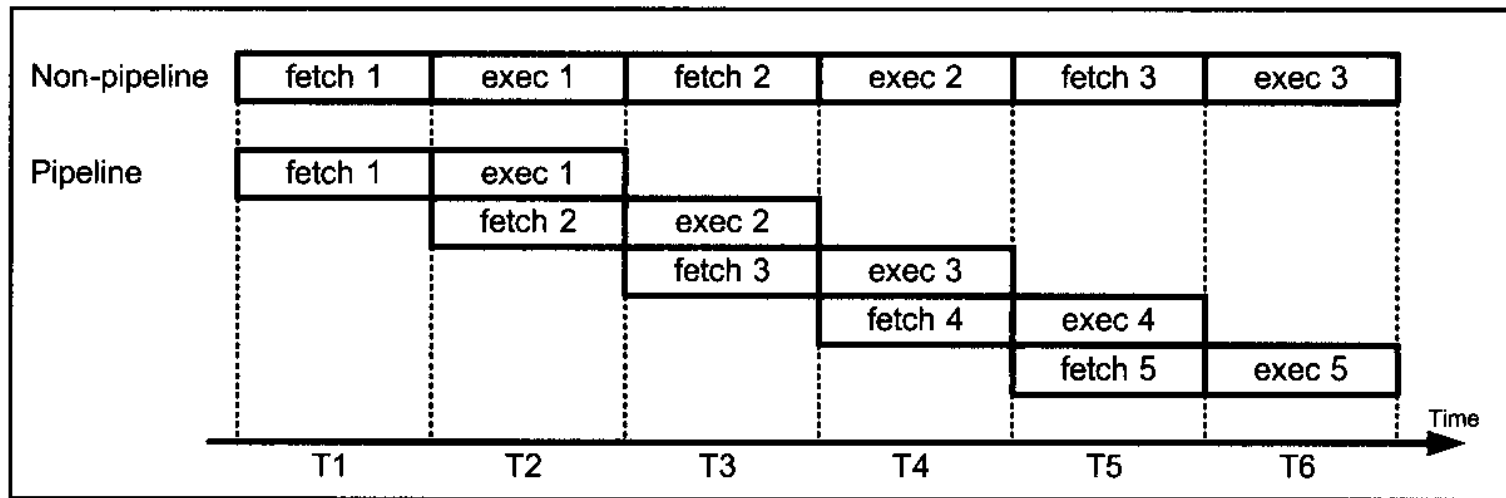 Non-pipeline fetch 1 exec 1 fetch 2 exec 2 fetch 3 exec 3
Pipeline fetch 1 exec 1
fetch 2 exec 2
fetch 3 exec 3
fetch 4 exec 4
fetch 5 exec 5
Time
T1 T2 T3 T4 T5 T6